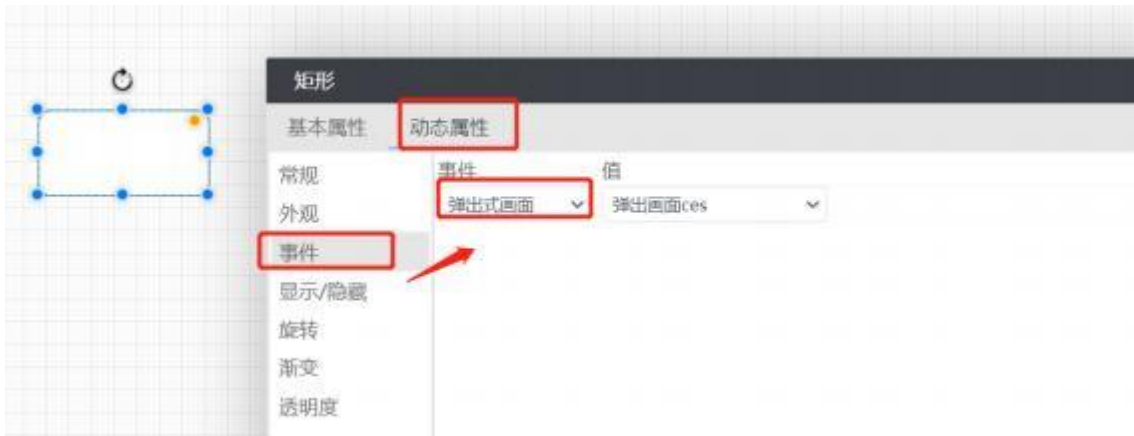 矩形
基本属性 动态属性
常规 事件 值
外观 弹出式画面 弹出画面ces
事件
显示/隐藏
旋转
渐变
透明度